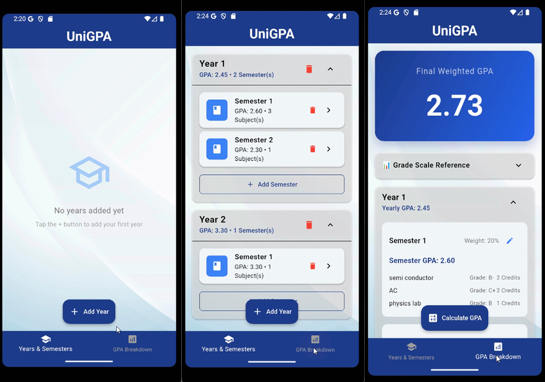 2:20 G
UniGPA
No years added yet
Tap the + button to add your first year
+ Add Year
Years & Semesters
GPA Breakdown
2:24 G
UniGPA
Year 1
GPA: 2.45 • 2 Semester(s)
Semester 1
GPA: 2.60 • 3
Subject(s)
Semester 2
GPA: 2.30 • 1
Subject(s)
+ Add Semester
Year 2
GPA: 3.30 • 1 Semester(s)
Semester 1
GPA: 3.30 • 1
Subject(s)
+ Add Year
Years & Semesters
GPA Breakdown
2:24 G
UniGPA
Final Weighted GPA
2.73
Grade Scale Reference
Year 1
Yearly GPA: 2.45
Semester 1
Weight: 20%
Semester GPA: 2.60
semi conductor Grade: B- 2 Credits
AC Grade: C+ 2 Credits
physics lab Grade: B 1 Credits
Calculate GPA
Years & Semesters
GPA Breakdown